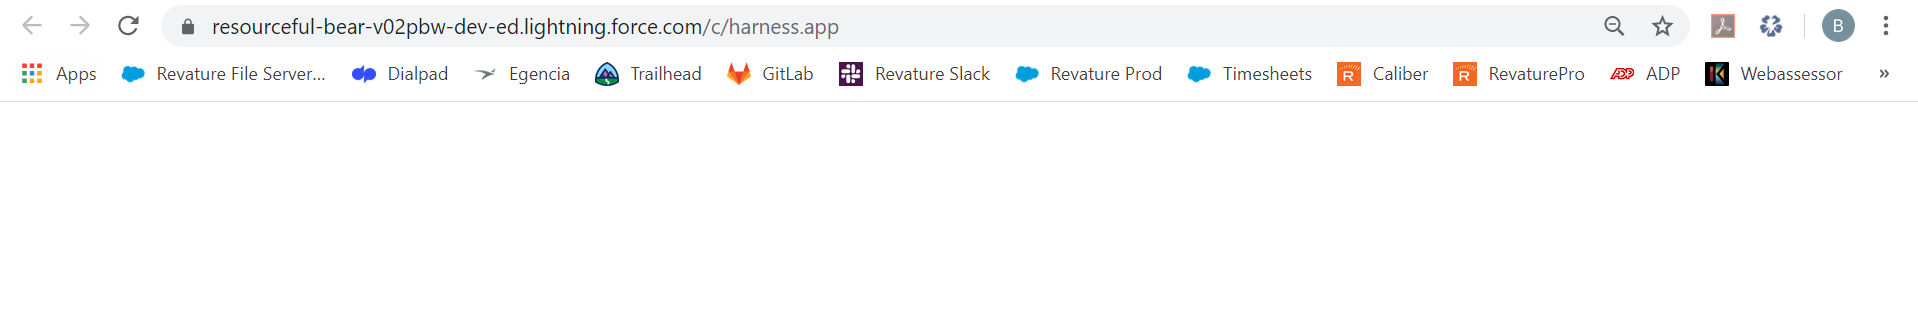 resourceful-bear-v02pbw-dev-ed.lightning.force.com/c/harness.app B
Apps Revature File Server... Dialpad Egencia Trailhead GitLab Revature Slack Revature Prod Timesheets R Caliber R RevaturePro ADP ADP K Webassessor »